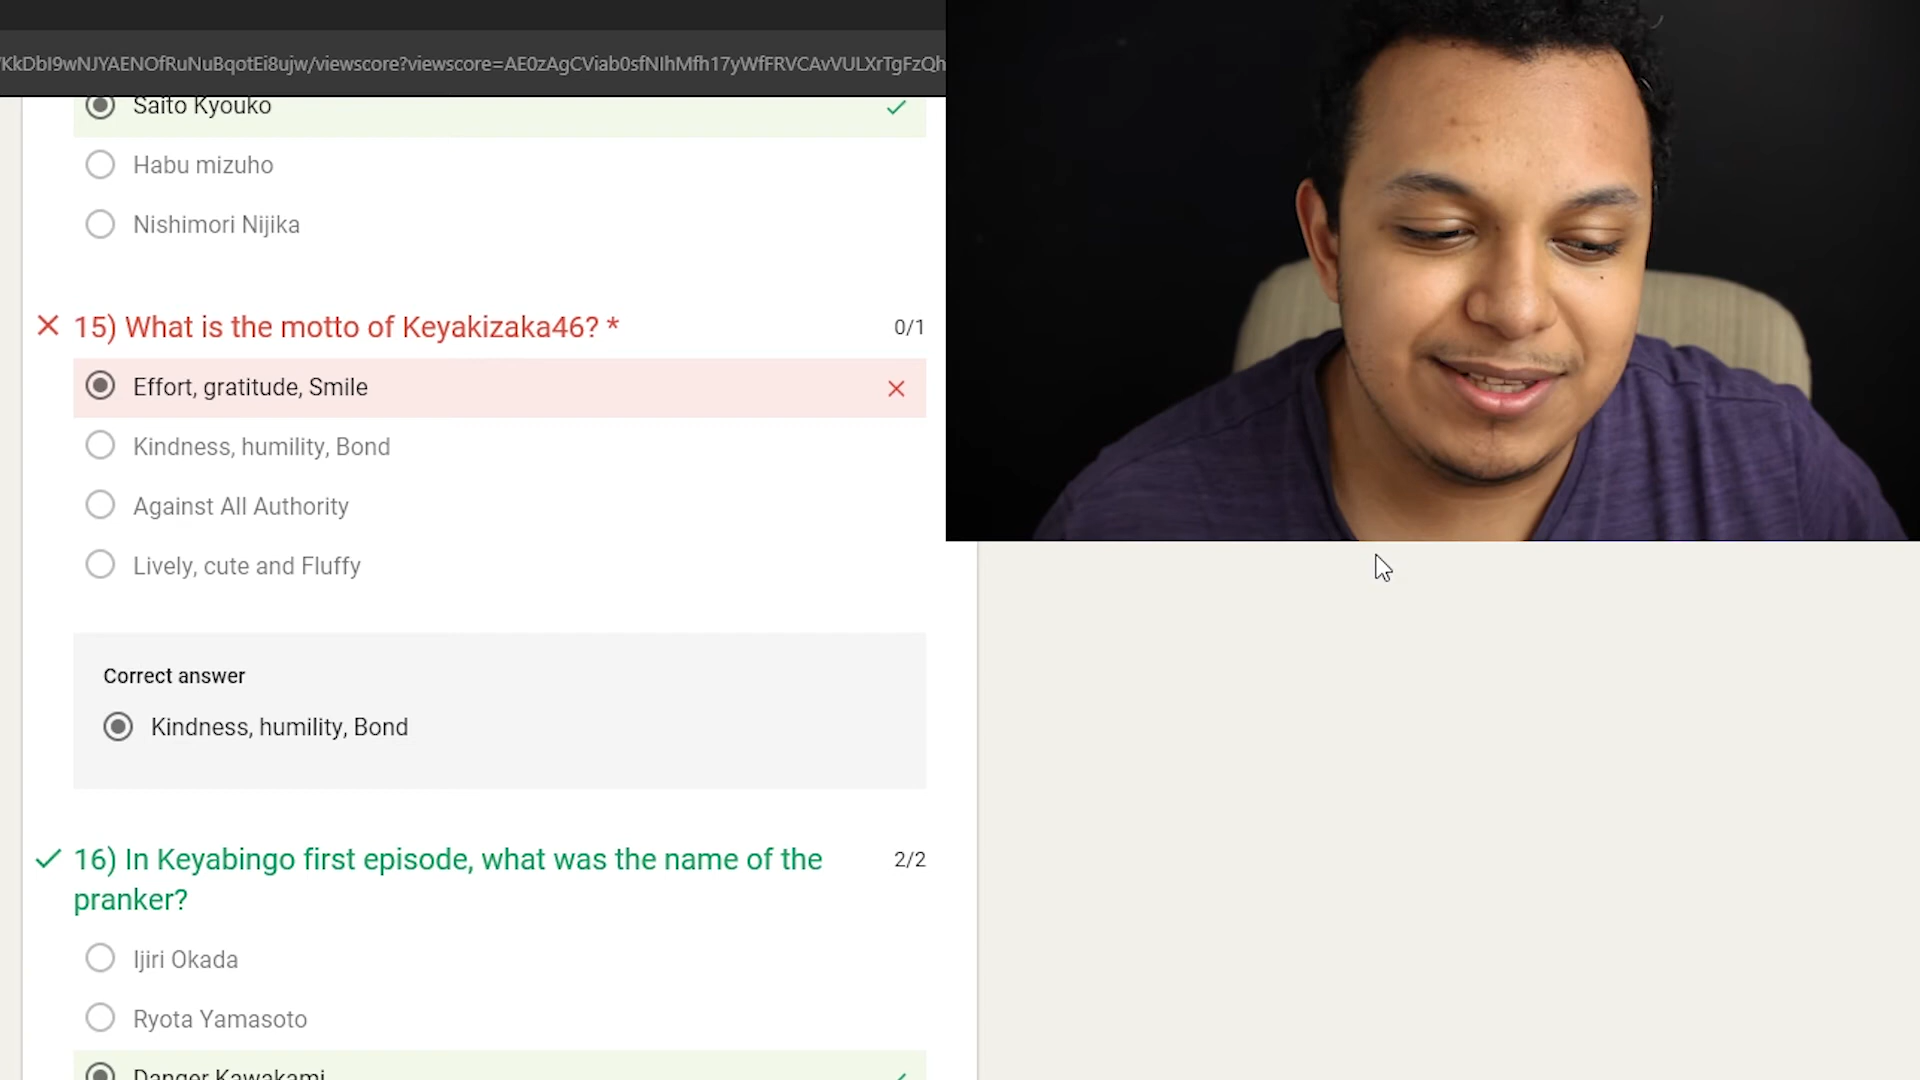 KkDbI9wNJYAENOfRuNuBqotEi8ujw/viewscore?viewscore=AE0zAgCViab0sfNIhMfh17yWfFRVCAvVULXrTgFzQh
Saito Kyouko
Habu mizuho
Nishimori Nijika
15) What is the motto of Keyakizaka46? *
0/1
Effort, gratitude, Smile
Kindness, humility, Bond
Against All Authority
Lively, cute and Fluffy
Correct answer
Kindness, humility, Bond
16) In Keyabingo first episode, what was the name of the
pranker?
2/2
Ijiri Okada
Ryota Yamasoto
Danger Kawakami